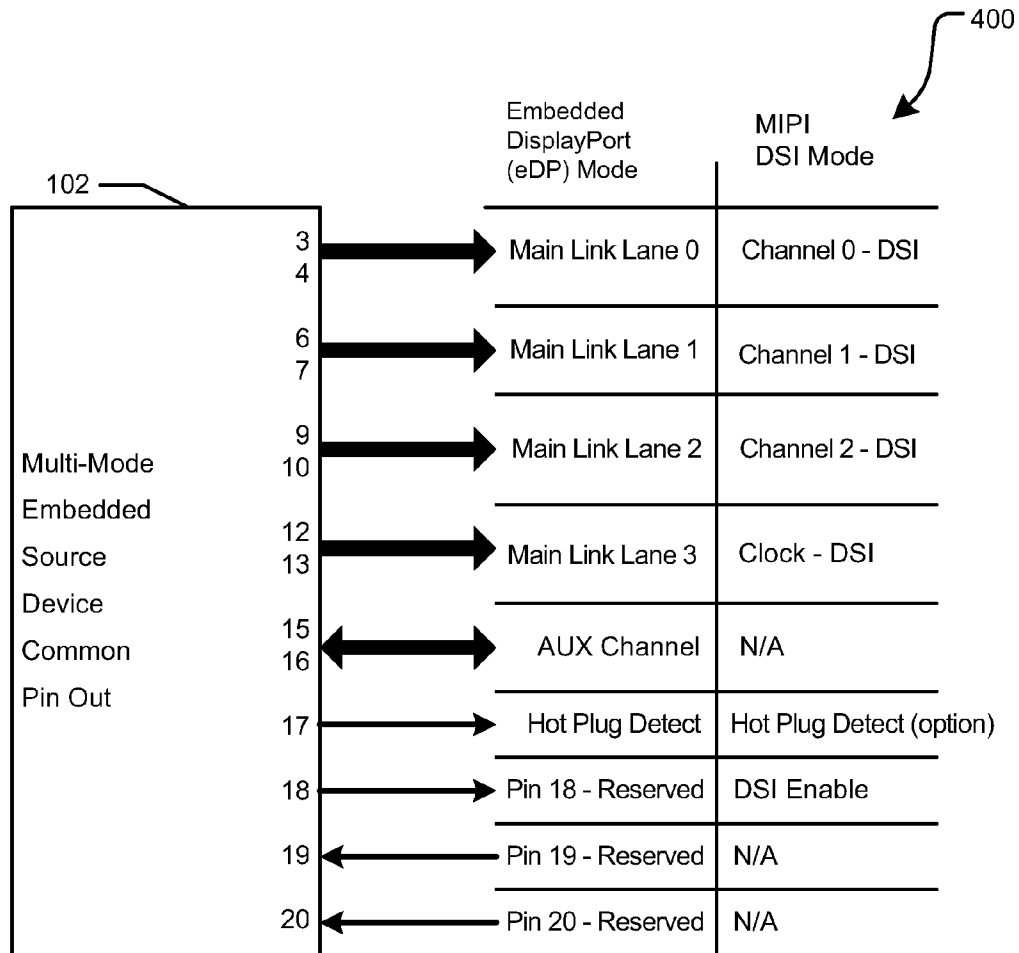 400
Embedded
DisplayPort
(eDP) Mode
MIPI
DSI Mode
102
3
4
Main Link Lane 0
Channel 0 - DSI
6
7
Main Link Lane 1
Channel 1 - DSI
9
10
Main Link Lane 2
Channel 2 - DSI
12
13
Main Link Lane 3
Clock - DSI
15
16
AUX Channel
N/A
17
Hot Plug Detect
Hot Plug Detect (option)
18
Pin 18 - Reserved
DSI Enable
19
Pin 19 - Reserved
N/A
20
Pin 20 - Reserved
N/A
Multi-Mode
Embedded
Source
Device
Common
Pin Out